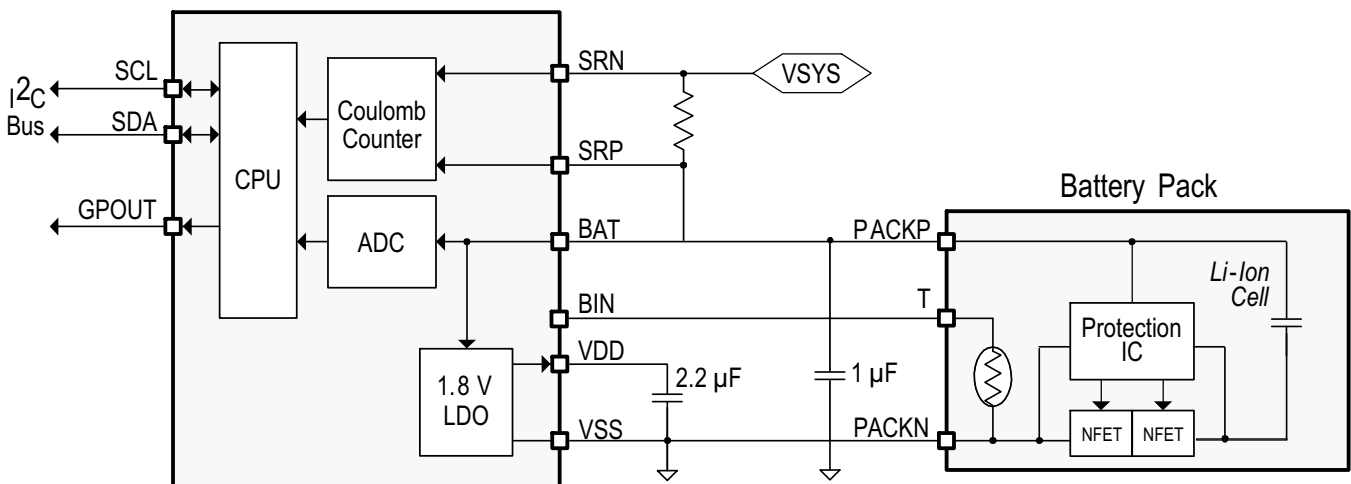 SCL
I2C
Bus
SDA
GPOUT
CPU
Coulomb
Counter
ADC
1.8 V
LDO
SRN
VSYS
SRP
BAT
BIN
VDD
2.2 µF
VSS
1 µF
Battery Pack
PACKP
T
PACKN
Li-Ion
Cell
Protection
IC
NFET
NFET